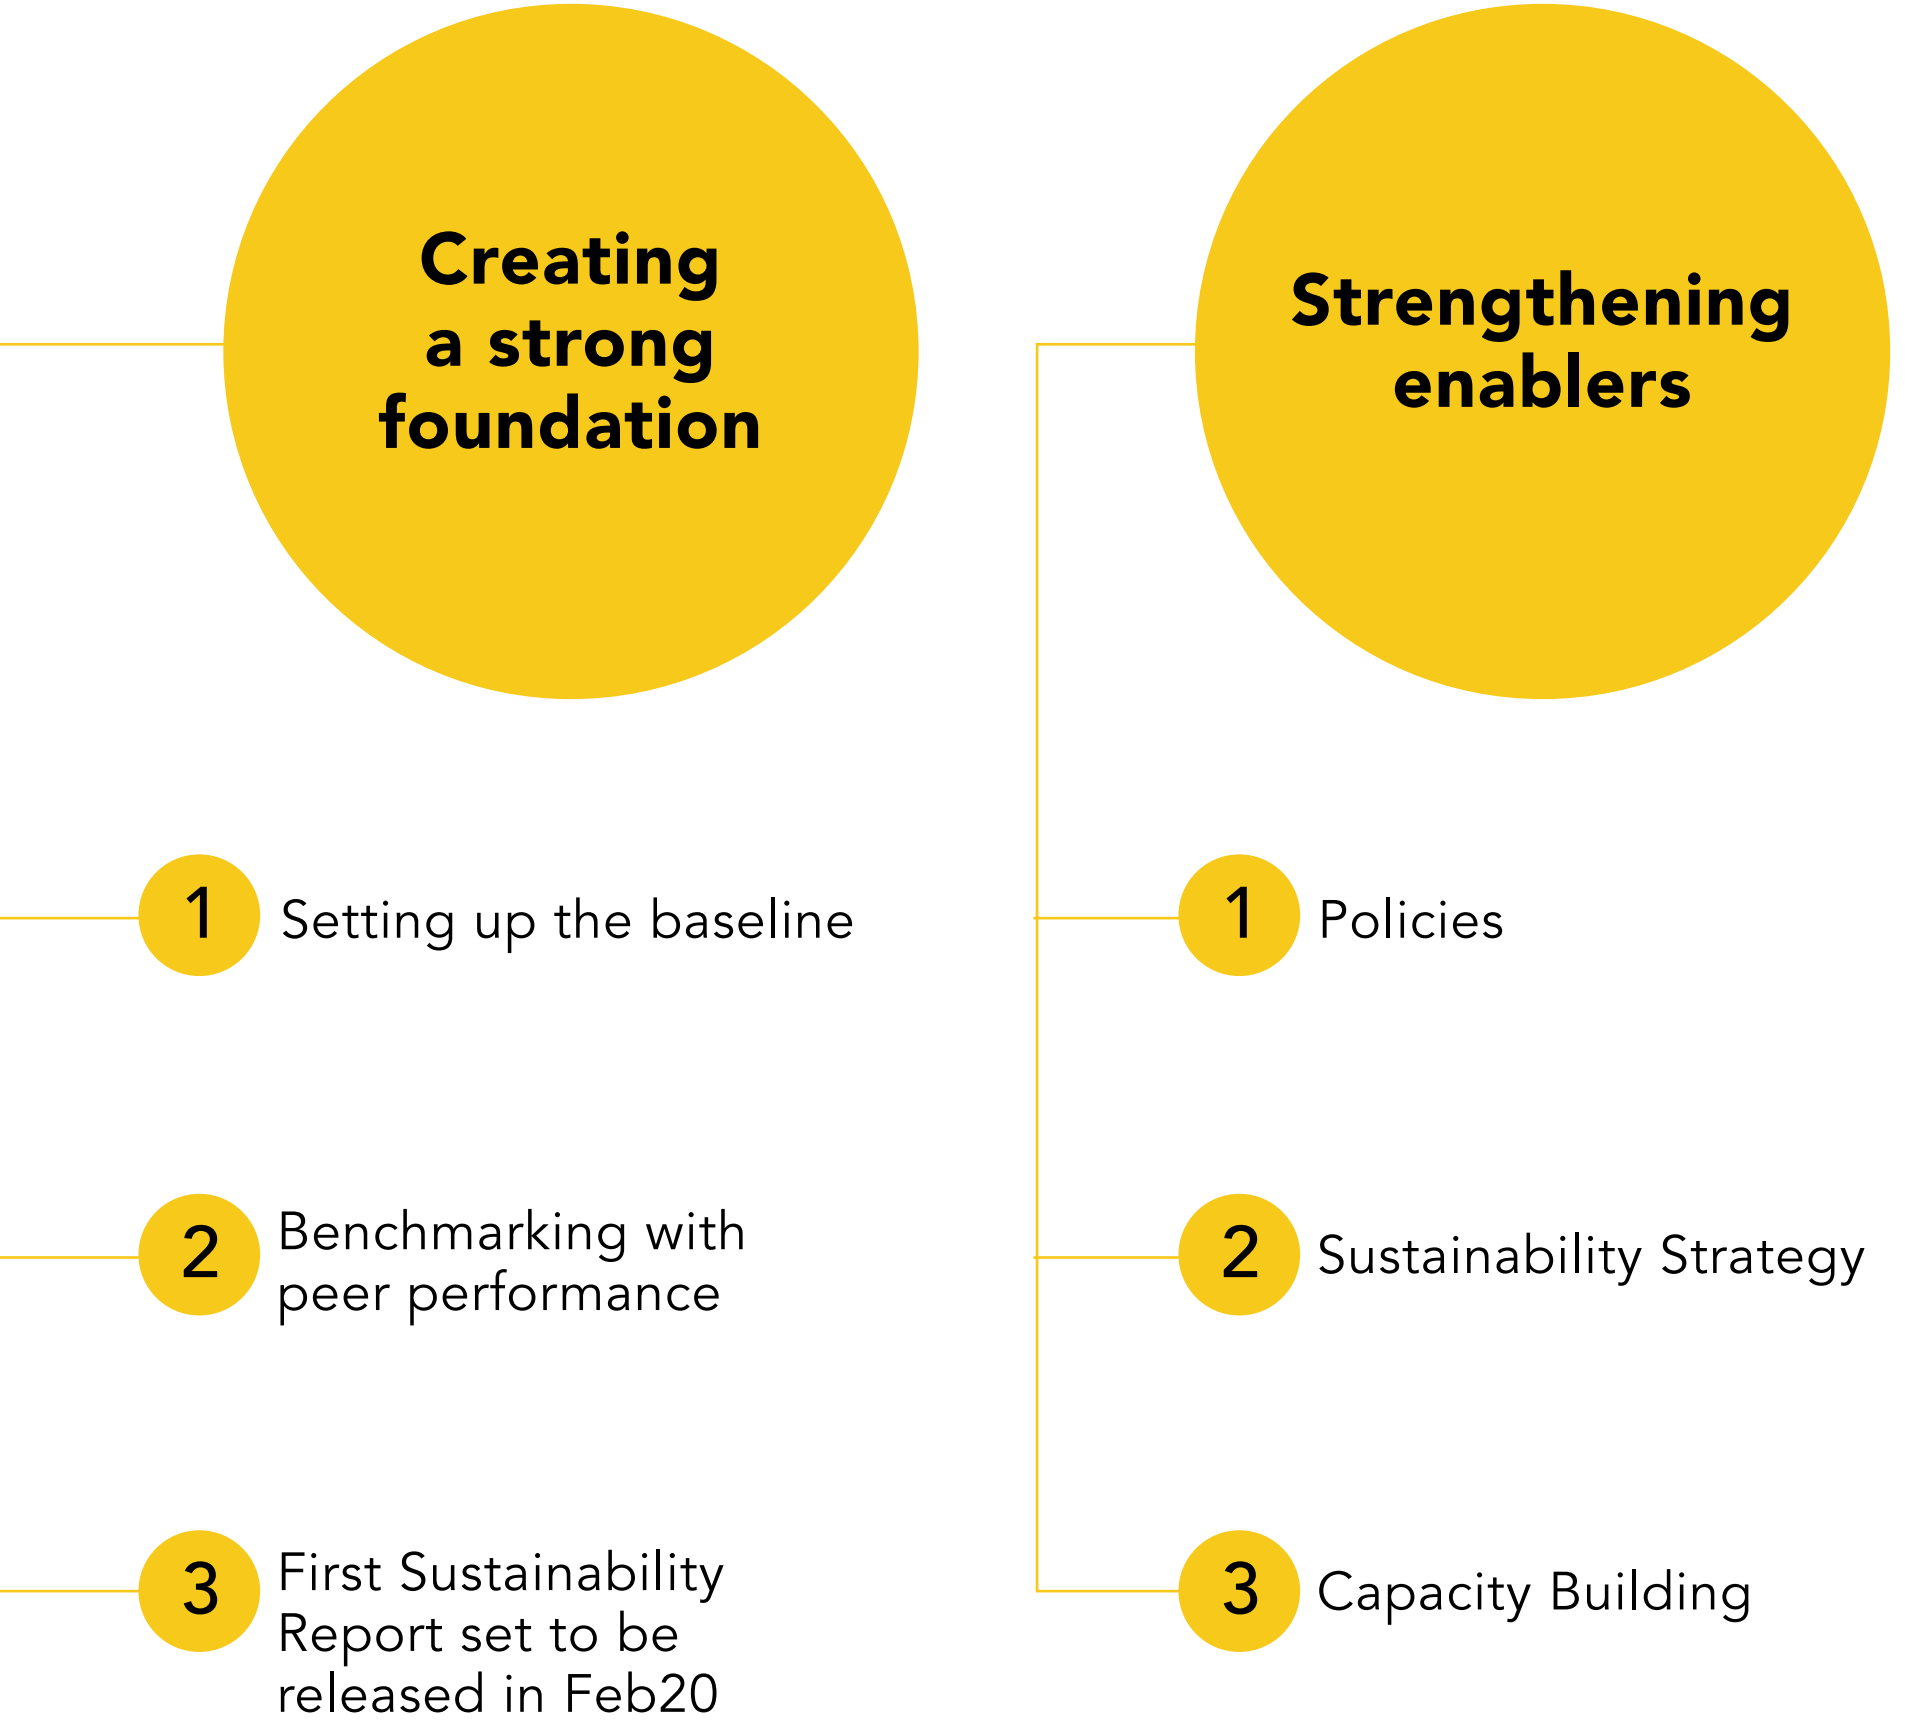 Creating
a strong
foundation
1
Setting up the baseline
2
Benchmarking with
peer performance
3
First Sustainability
Report set to be
released in Feb20
Strengthening
enablers
1
Policies
2
Sustainability Strategy
3
Capacity Building